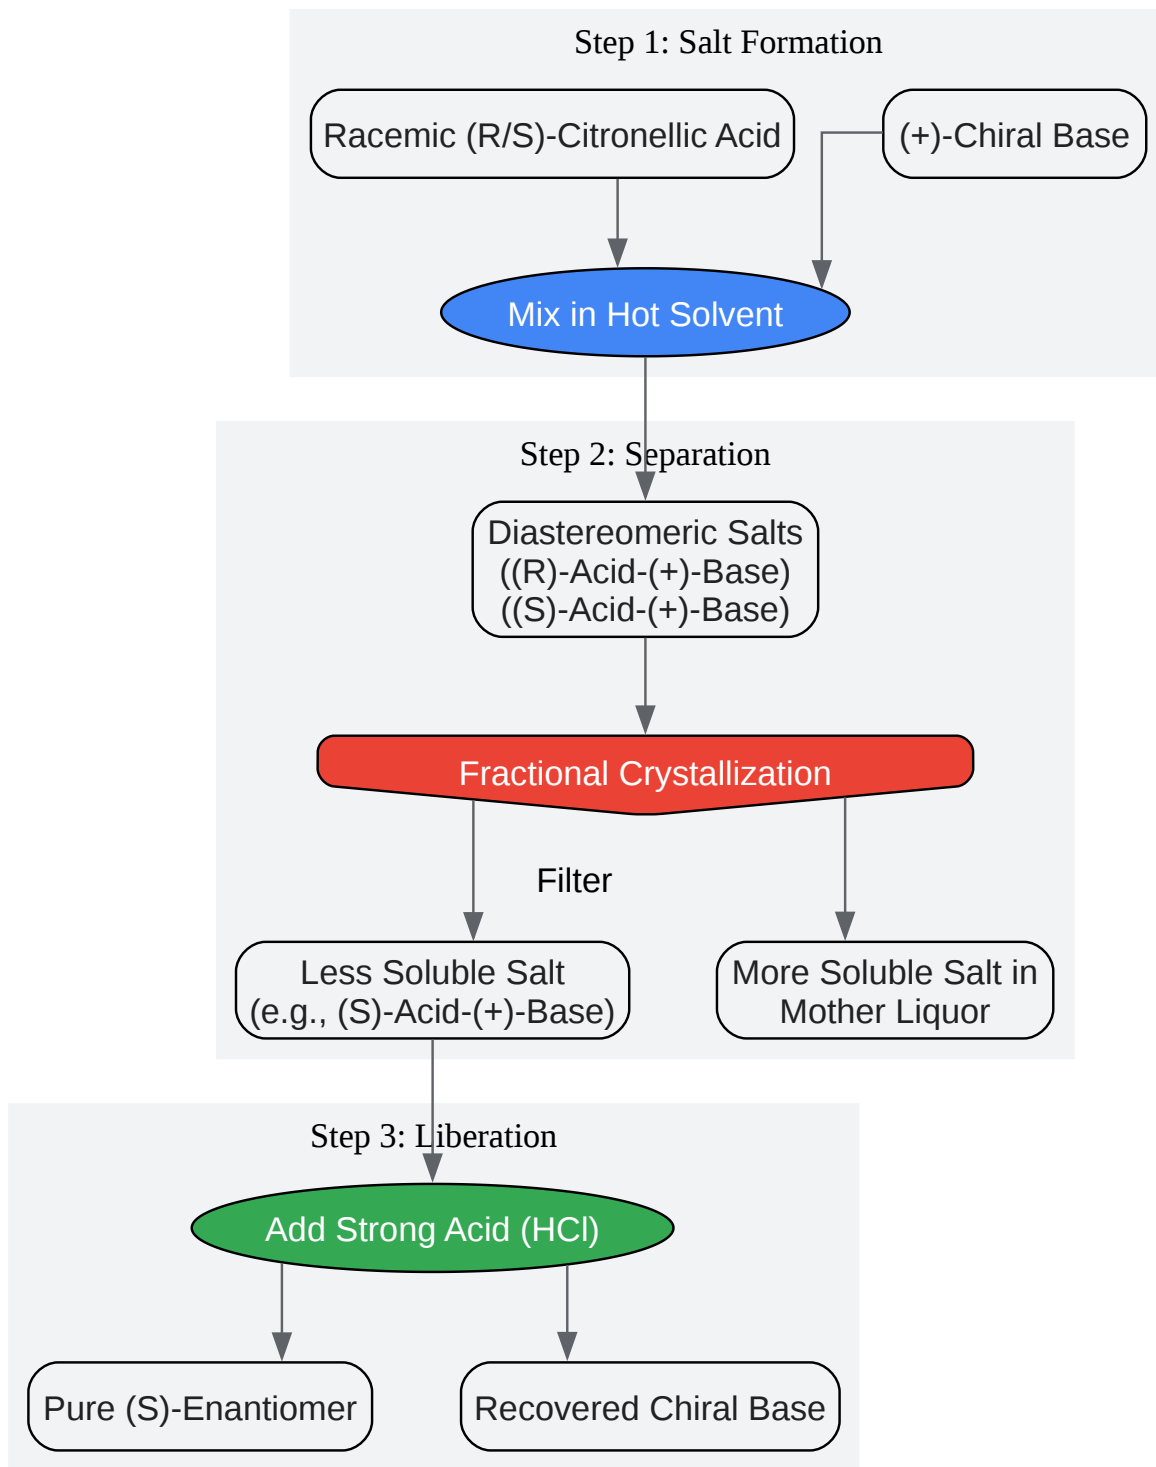 Step 1: Salt Formation
Racemic (R/S)-Citronellic Acid
(+)-Chiral Base
Mix in Hot Solvent
Step 2: Separation
Diastereomeric Salts
((R)-Acid-(+)-Base)
((S)-Acid-(+)-Base)
Fractional Crystallization
Filter
Less Soluble Salt
(e.g., (S)-Acid-(+)-Base)
More Soluble Salt in
Mother Liquor
Step 3: Liberation
Add Strong Acid (HCl)
Pure (S)-Enantiomer
Recovered Chiral Base